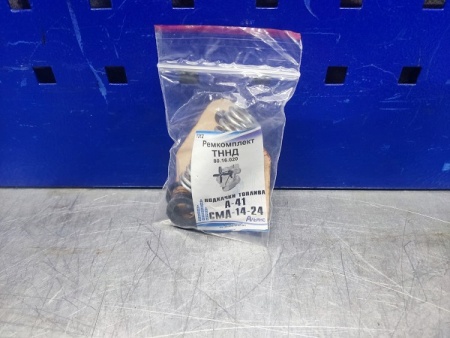 Ремкомплект
ТННД
ПОДКАЧКИ ТОПЛИВА
А-41
СМД-14-24